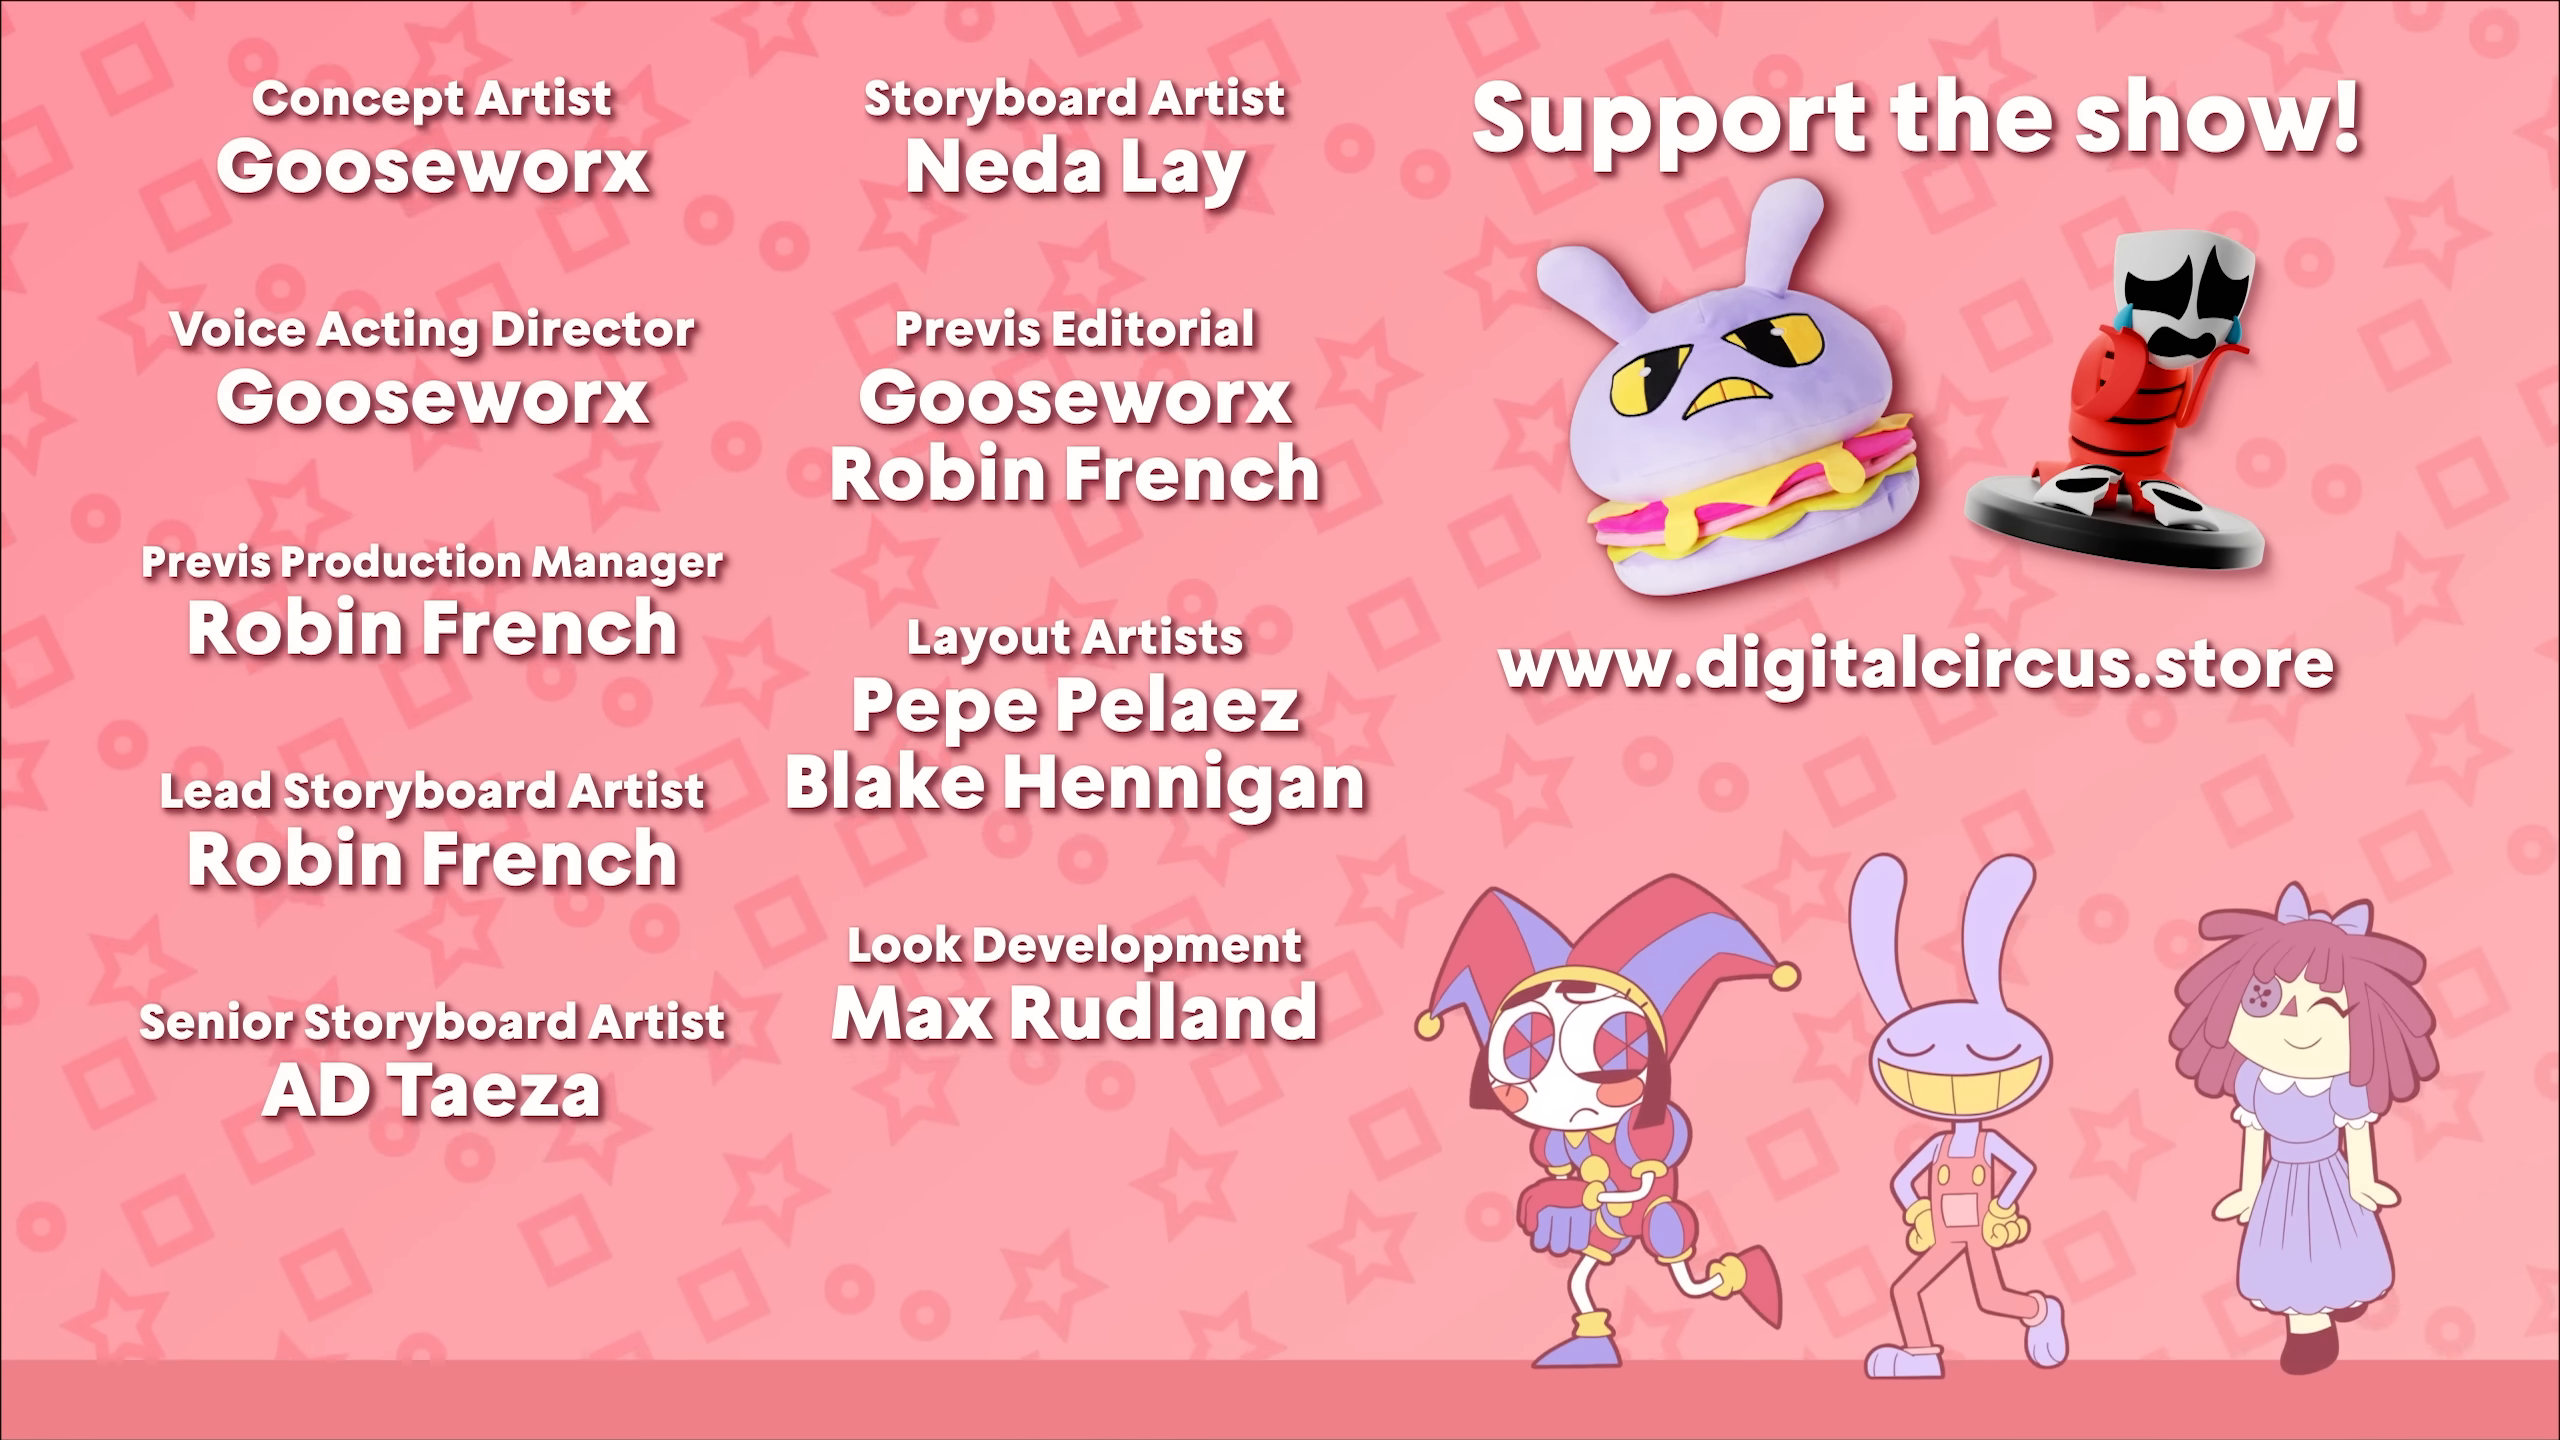 Concept Artist
Gooseworx
Voice Acting Director
Gooseworx
Previs Production Manager
Robin French
Lead Storyboard Artist
Robin French
Senior Storyboard Artist
AD Taeza
Storyboard Artist
Neda Lay
Previs Editorial
Gooseworx
Robin French
Layout Artists
Pepe Pelaez
Blake Hennigan
Look Development
Max Rudland
Support the show!
www.digitalcircus.store